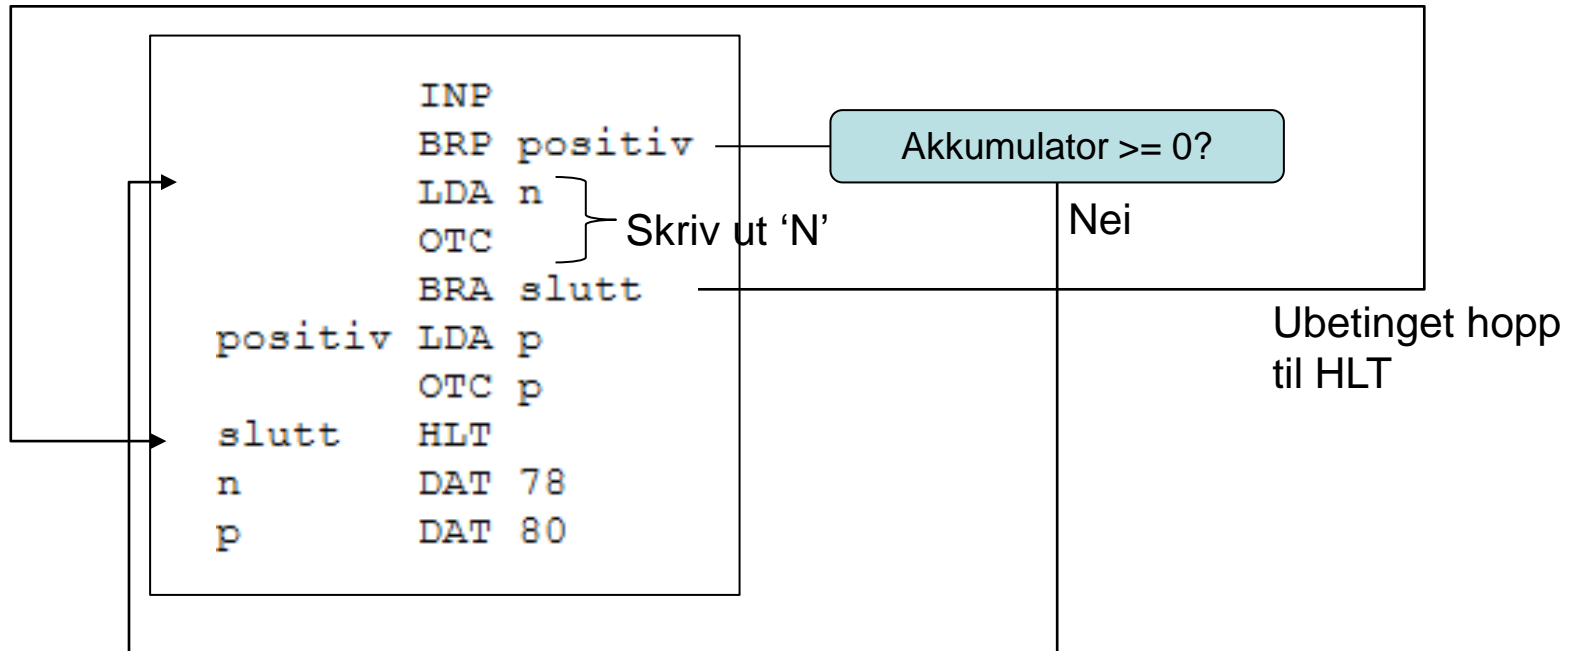 INP
BRP positiv
LDA n
OTC
BRA slutt
positiv LDA p
OTC p
slutt HLT
n DAT 78
p DAT 80
Akkumulator >= 0?
Nei
Skriv ut ‘N’
Ubetinget hopp
til HLT